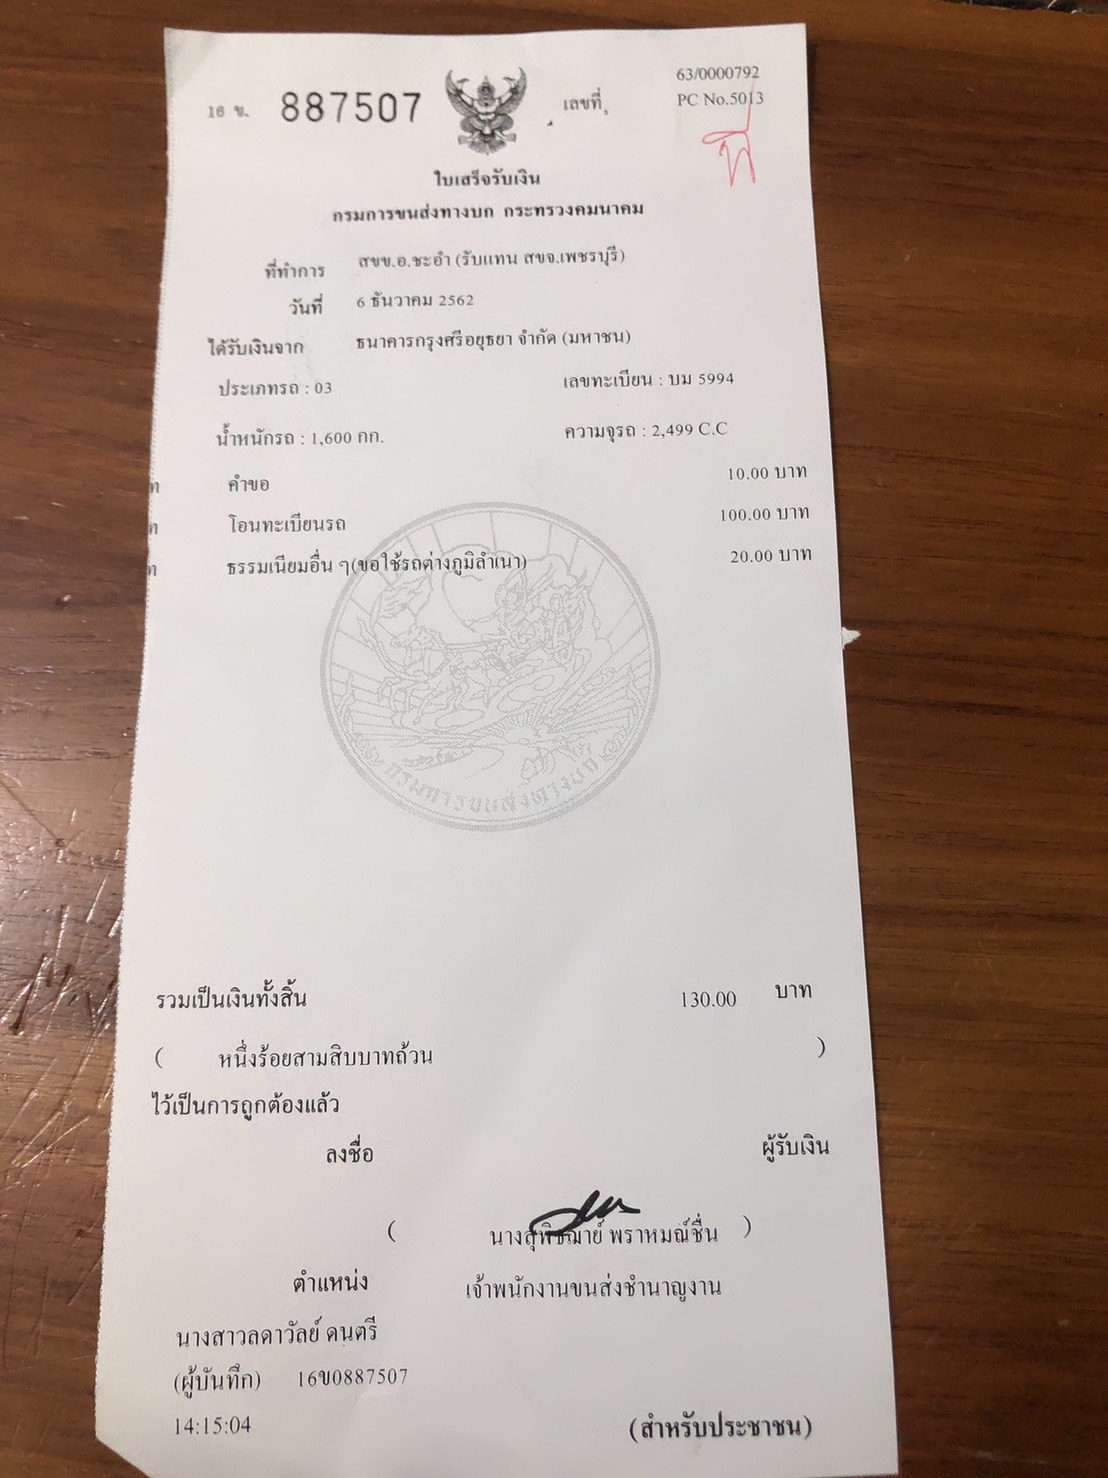 16 ข. 887507 เลขที่ 63/0000792
PC No.5013
ใบเสร็จรับเงิน
กรมการขนส่งทางบก กระทรวงคมนาคม
ที่ทำการ สขข.อ.ชะอำ (รับแทน สขจ.เพชรบุรี)
วันที่ 6 ธันวาคม 2562
ได้รับเงินจาก ธนาคารกรุงศรีอยุธยา จำกัด (มหาชน)
ประเภทรถ : 03 เลขทะเบียน : บม 5994
น้ำหนักรถ : 1,600 กก. ความจุรถ : 2,499 C.C
คำขอ 10.00 บาท
โอนทะเบียนรถ 100.00 บาท
ธรรมเนียมอื่น ๆ(ขอใช้รถต่างภูมิลำเนา) 20.00 บาท
กรมการขนส่งทางบก
รวมเป็นเงินทั้งสิ้น 130.00 บาท
( หนึ่งร้อยสามสิบบาทถ้วน )
ไว้เป็นการถูกต้องแล้ว
ลงชื่อ ผู้รับเงิน
( นางสุพิชฌาย์ พราหมณ์ชื่น )
ตำแหน่ง เจ้าพนักงานขนส่งชำนาญงาน
นางสาวลดาวัลย์ ดนตรี
(ผู้บันทึก) 16ข0887507
14:15:04 (สำหรับประชาชน)